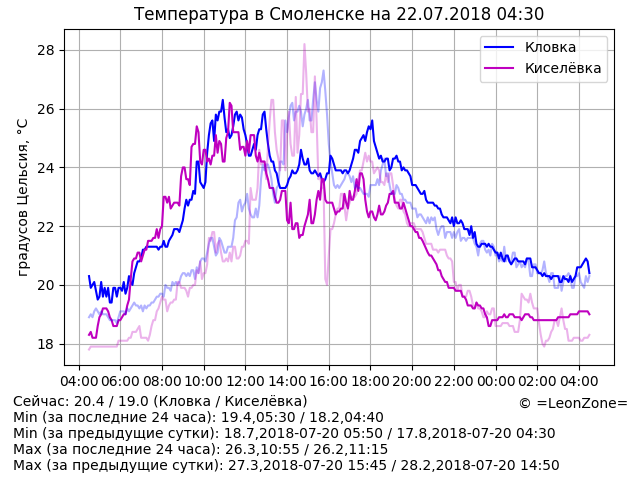 Температура в Смоленске на 22.07.2018 04:30
28
26
24
22
20
18
градусов Цельсия, °C
Кловка
Киселёвка
04:00 06:00 08:00 10:00 12:00 14:00 16:00 18:00 20:00 22:00 00:00 02:00 04:00
Сейчас: 20.4 / 19.0 (Кловка / Киселёвка)
© =LeonZone=
Min (за последние 24 часа): 19.4,05:30 / 18.2,04:40
Min (за предыдущие сутки): 18.7,2018-07-20 05:50 / 17.8,2018-07-20 04:30
Max (за последние 24 часа): 26.3,10:55 / 26.2,11:15
Max (за предыдущие сутки): 27.3,2018-07-20 15:45 / 28.2,2018-07-20 14:50